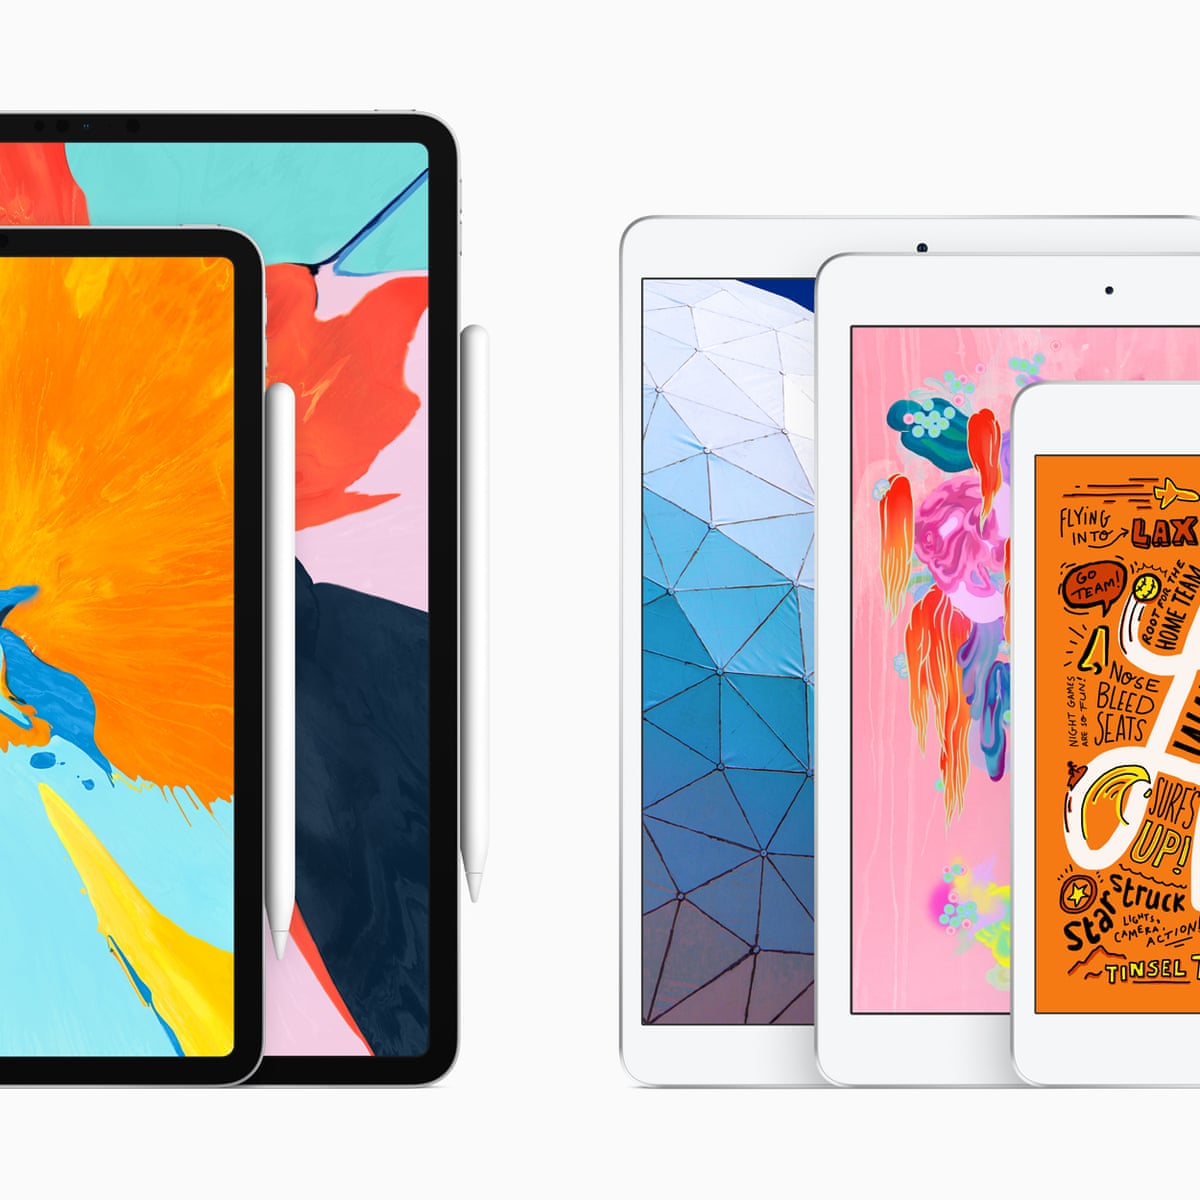 FLYING
INTO
LAX
GO
TEAM!
ROOT FOR THE
HOME TEAM
NOSE
BLEED
SEATS
NIGHT GAMES
ARE SO FUN!
SURF'S
UP!
Star struck
LIGHTS,
CAMERA,
ACTION!
TINSEL